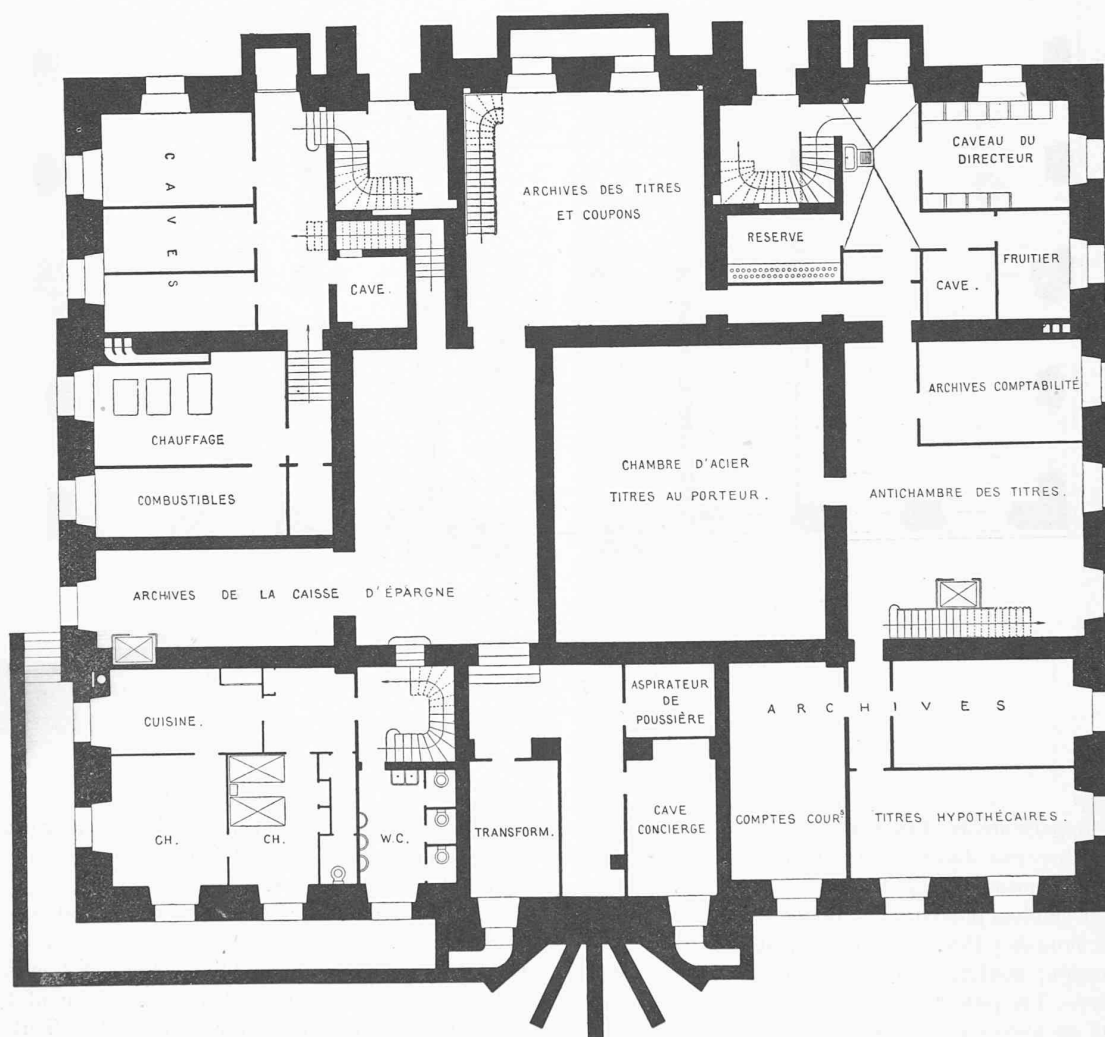 CAVES
ARCHIVES DES TITRES
ET COUPONS
CAVEAU DU
DIRECTEUR
RESERVE
FRUITIER
CAVE.
CAVE.
ARCHIVES COMPTABILITÉ
CHAUFFAGE
COMBUSTIBLES
CHAMBRE D'ACIER
TITRES AU PORTEUR.
ANTICHAMBRE DES TITRES.
ARCHIVES DE LA CAISSE D'ÉPARGNE
CUISINE.
ASPIRATEUR
DE
POUSSIÈRE
ARCHIVES
CH.
CH.
W.C.
TRANSFORM.
CAVE
CONCIERGE
COMPTES COURS
TITRES HYPOTHÉCAIRES.